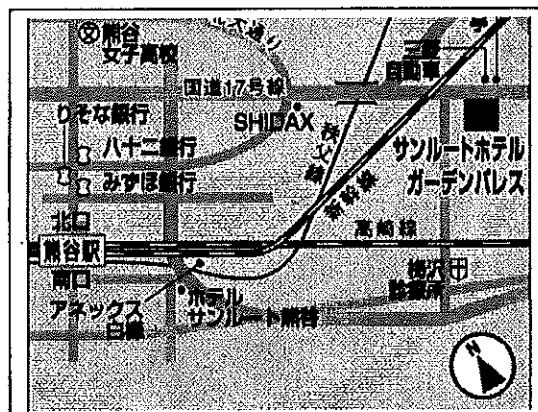 熊谷
女子高校
国道17号線
SHIDAX
りそな銀行
八十二銀行
みずほ銀行
秩父線
新幹線
三菱
自動車
サンルートホテル
ガーデンパレス
高崎線
北口
熊谷駅
南口
アネックス
ホテル
サンルート熊谷
診療所
N